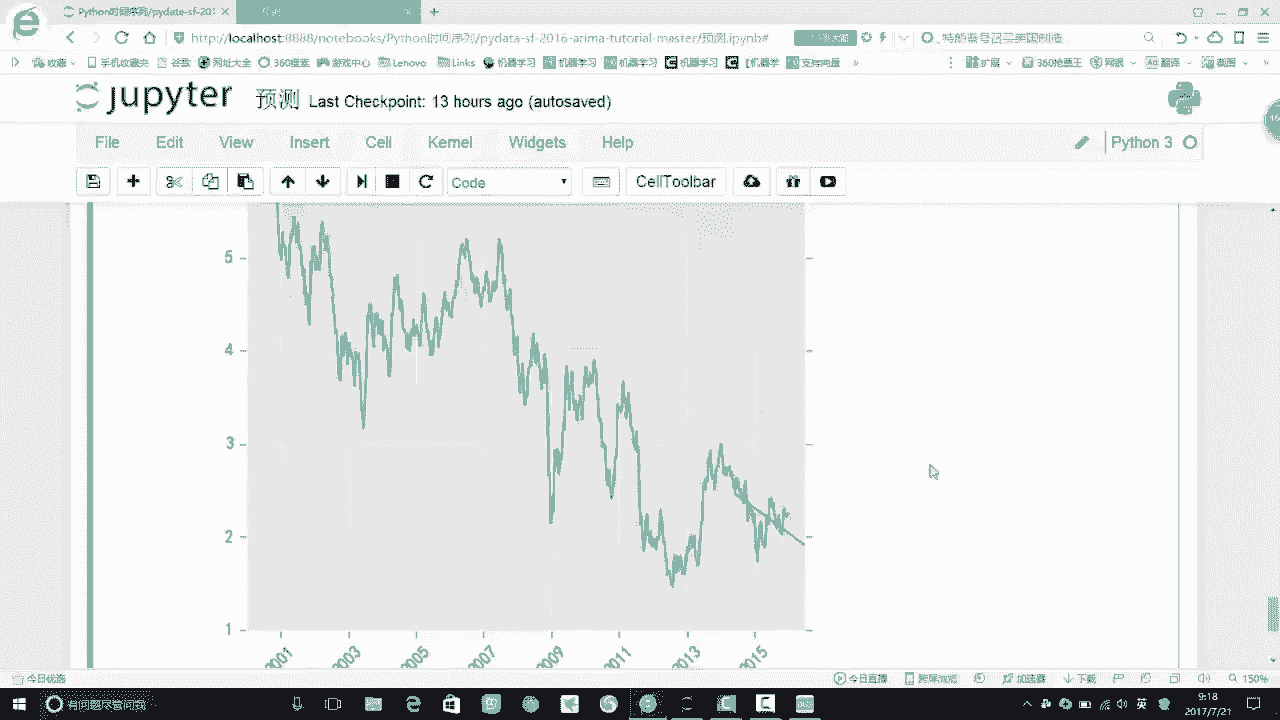 Python时间序列/pydata-sf-201
http://localhost:8888/notebooks/Python时间序列/pydata-sf-2016-arima-tutorial-master/预测.ipynb#
收藏 手机收藏夹 谷歌 网址大全 360搜索 游戏中心 Lenovo Links 机器学习 机器学习 机器学习 机器学习 【机器学 支持向量 » 扩展 360抢票王 网银 翻译 截图
jupyter 预测 Last Checkpoint: 13 hours ago (autosaved)
File Edit View Insert Cell Kernel Widgets Help Python 3
Code CellToolbar
5
4
3
2
1
2001 2003 2005 2007 2009 2011 2013 2015
今日优选 今日直播 跨屏浏览 加速器 下载 150%
有问题尽管问我
2017/7/21